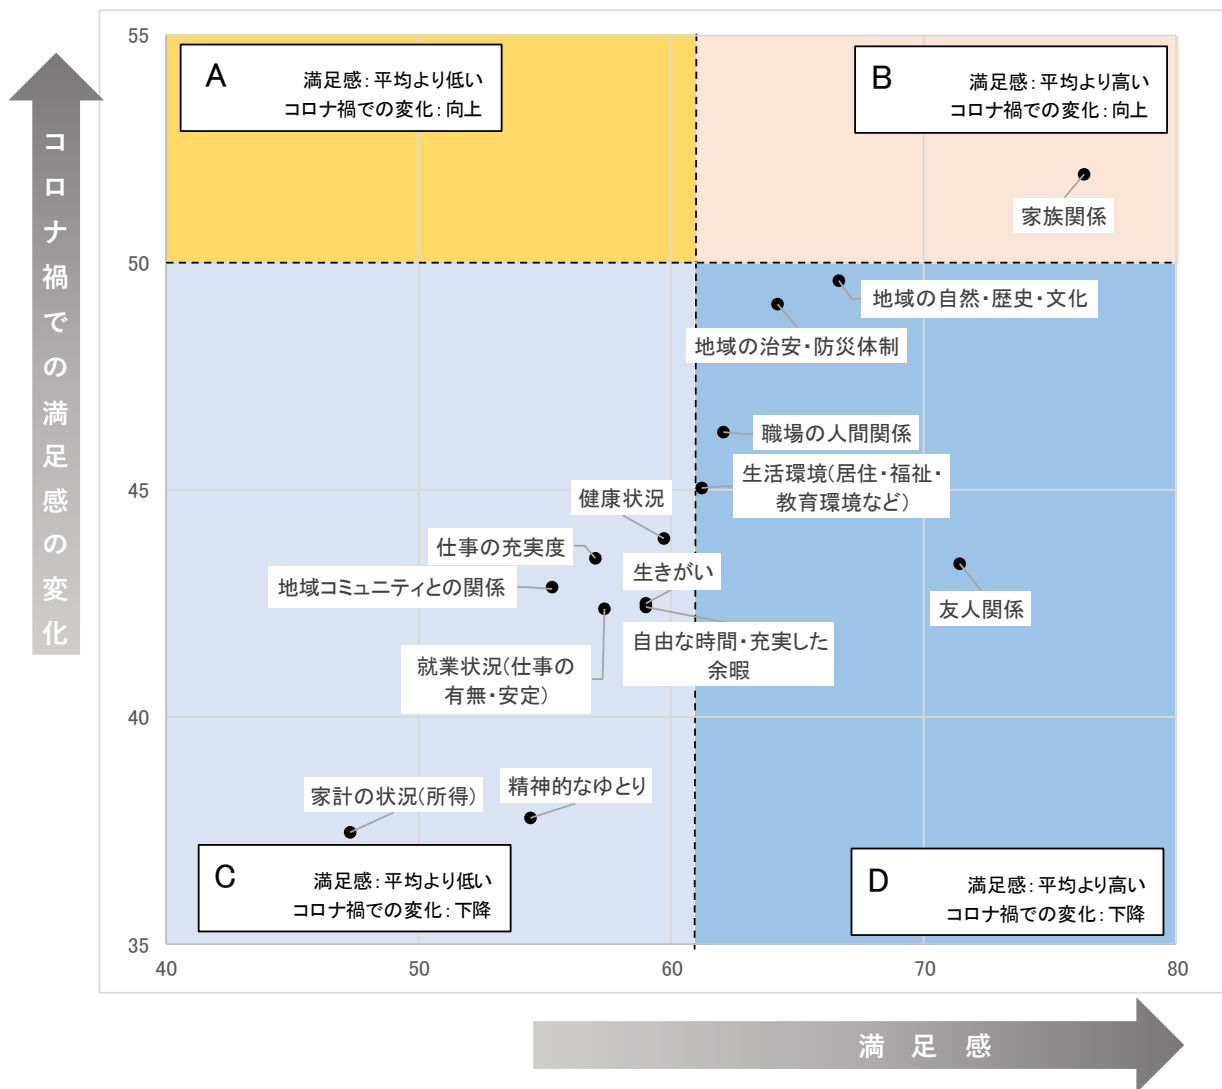 55
50
45
40
35
40
50
60
70
80
コロナ禍での満足感の変化
満足感
A
満足感：平均より低い
コロナ禍での変化：向上
B
満足感：平均より高い
コロナ禍での変化：向上
家族関係
地域の自然・歴史・文化
地域の治安・防災体制
職場の人間関係
生活環境(居住・福祉・
教育環境など)
健康状況
仕事の充実度
生きがい
地域コミュニティとの関係
友人関係
自由な時間・充実した
余暇
就業状況(仕事の
有無・安定)
精神的なゆとり
家計の状況(所得)
C
満足感：平均より低い
コロナ禍での変化：下降
D
満足感：平均より高い
コロナ禍での変化：下降